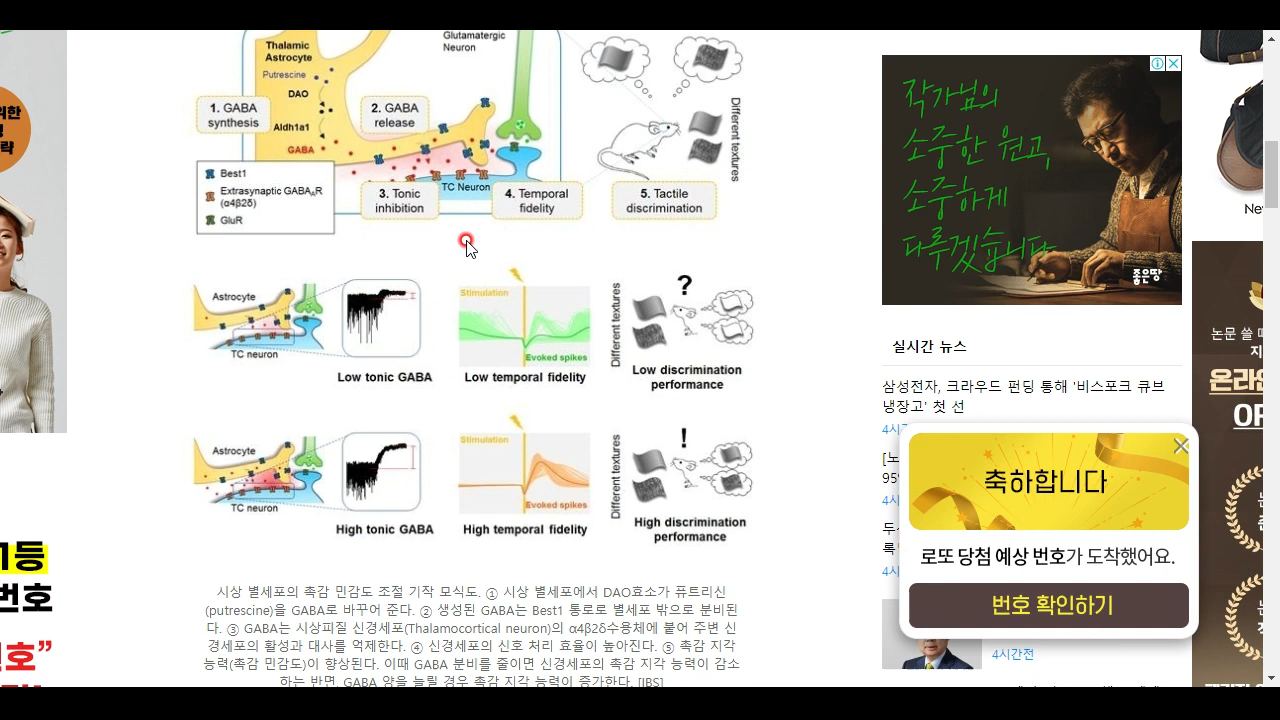 Thalamic
Astrocyte
Putrescine
DAO
Aldh1a1
GABA
1. GABA
synthesis
2. GABA
release
Glutamatergic
Neuron
TC Neuron
Best1
Extrasynaptic GABA_AR
(α4β2δ)
GluR
3. Tonic
inhibition
4. Temporal
fidelity
5. Tactile
discrimination
Different textures
Astrocyte
TC neuron
Low tonic GABA
Stimulation
Evoked spikes
Low temporal fidelity
Different textures
?
Low discrimination
performance
Astrocyte
TC neuron
High tonic GABA
Stimulation
Evoked spikes
High temporal fidelity
Different textures
!
High discrimination
performance
시상 별세포의 촉감 민감도 조절 기작 모식도. ① 시상 별세포에서 DAO효소가 퓨트리신
(putrescine)을 GABA로 바꾸어 준다. ② 생성된 GABA는 Best1 통로로 별세포 밖으로 분비된
다. ③ GABA는 시상피질 신경세포(Thalamocortical neuron)의 α4β2δ수용체에 붙어 주변 신
경세포의 활성과 대사를 억제한다. ④ 신경세포의 신호 처리 효율이 높아진다. ⑤ 촉감 지각
능력(촉감 민감도)이 향상된다. 이때 GABA 분비를 줄이면 신경세포의 촉감 지각 능력이 감소
하는 반면, GABA 양을 늘릴 경우 촉감 지각 능력이 증가한다. [IBS]
작가님의
소중한 원고,
소중하게
다루겠습니다
좋은땅
실시간 뉴스
삼성전자, 크라우드 펀딩 통해 '비스포크 큐브
냉장고' 첫 선
축하합니다
로또 당첨 예상 번호가 도착했어요.
번호 확인하기
4시간전
1등
번호
논문 쓸